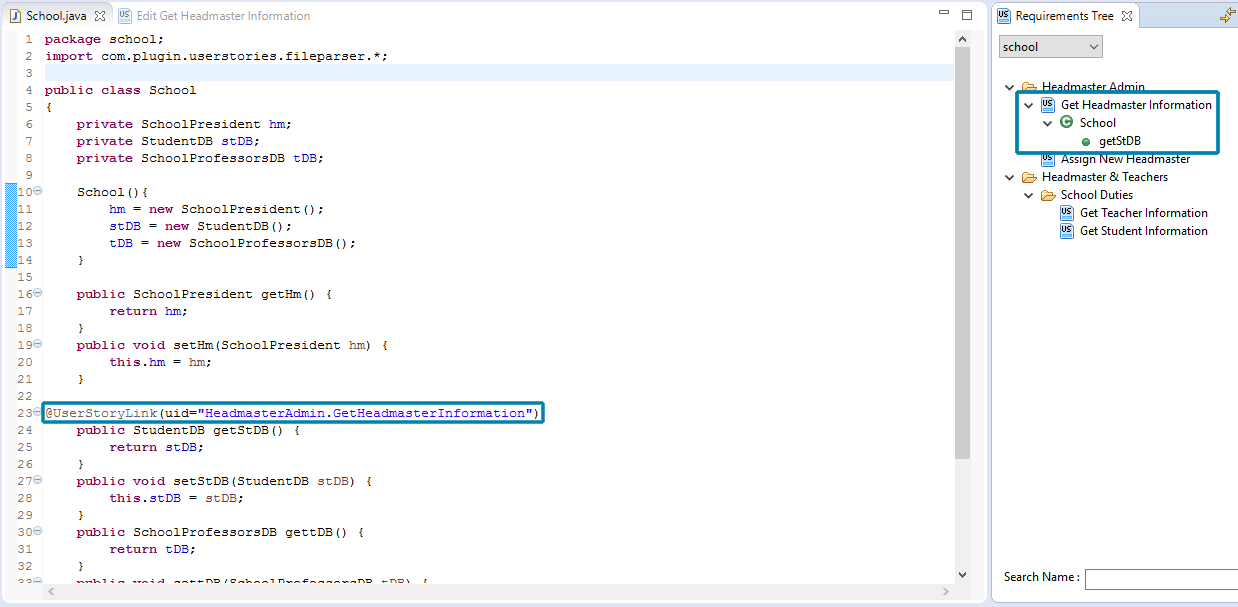 School.java
Edit Get Headmaster Information
1 package school;
2 import com.plugin.userstories.fileparser.*;
3
4 public class School
5 {
6 private SchoolPresident hm;
7 private StudentDB stDB;
8 private SchoolProfessorsDB tDB;
9
10 School(){
11 hm = new SchoolPresident();
12 stDB = new StudentDB();
13 tDB = new SchoolProfessorsDB();
14 }
15
16 public SchoolPresident getHm() {
17 return hm;
18 }
19 public void setHm(SchoolPresident hm) {
20 this.hm = hm;
21 }
22
23 @UserStoryLink(uid="HeadmasterAdmin.GetHeadmasterInformation")
24 public StudentDB getStDB() {
25 return stDB;
26 }
27 public void setStDB(StudentDB stDB) {
28 this.stDB = stDB;
29 }
30 public SchoolProfessorsDB gettDB() {
31 return tDB;
32 }
33 public void settDB(SchoolProfessorsDB tDB) {
US Requirements Tree
school
Headmaster Admin
US Get Headmaster Information
C School
getStDB
US Assign New Headmaster
Headmaster & Teachers
School Duties
US Get Teacher Information
US Get Student Information
Search Name :